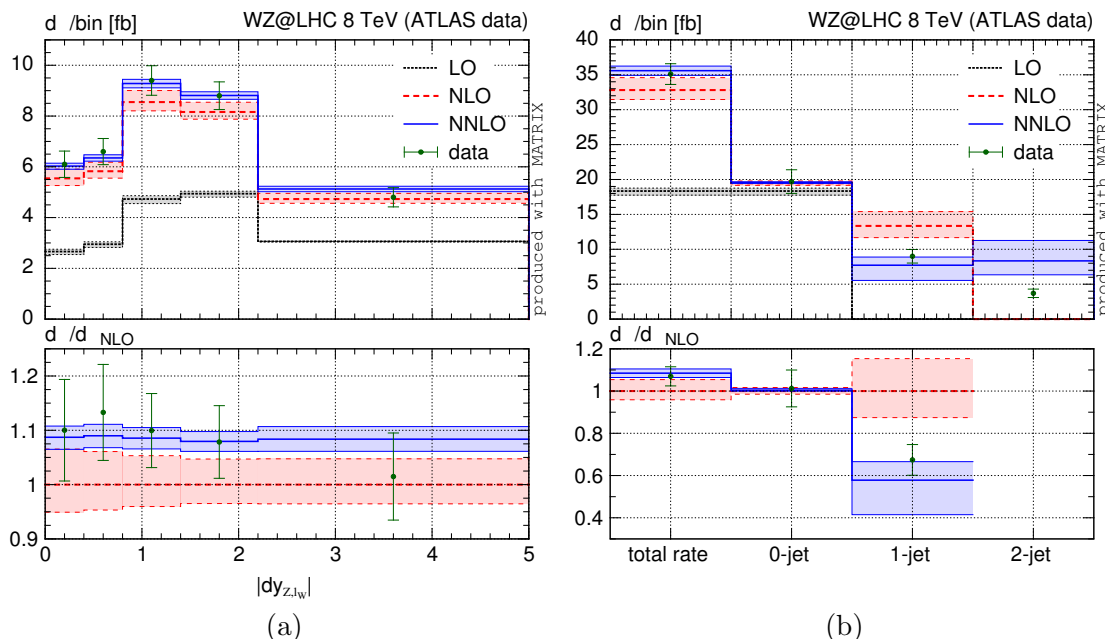 d /bin [fb]
WZ@LHC 8 TeV (ATLAS data)
10
8
6
4
2
0
LO
NLO
NNLO
data
produced with MATRIX
d /d NLO
1.2
1.1
1
0.9
0
1
2
3
4
5
|dy_{Z,l_W}|
(a)
d /bin [fb]
WZ@LHC 8 TeV (ATLAS data)
40
35
30
25
20
15
10
5
0
LO
NLO
NNLO
data
produced with MATRIX
d /d NLO
1.2
1
0.8
0.6
0.4
total rate
0-jet
1-jet
2-jet
(b)